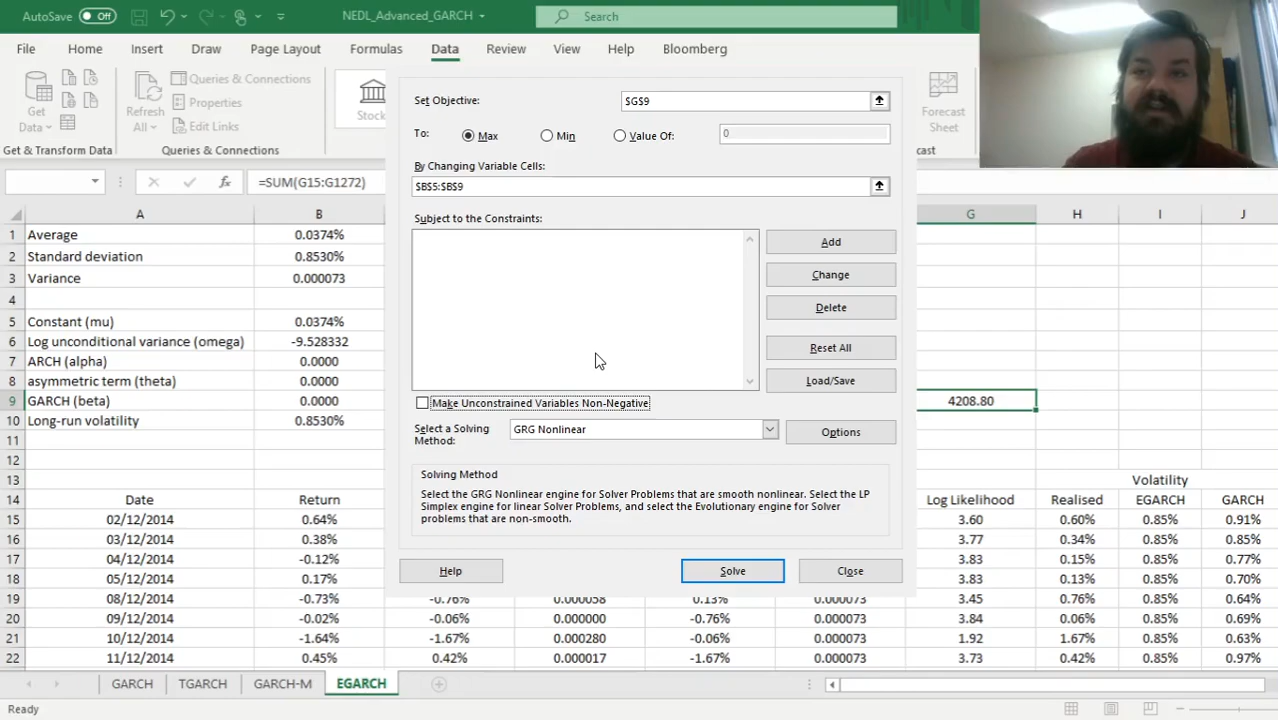 AutoSave Off NEDL_Advanced_GARCH Search
File Home Insert Draw Page Layout Formulas Data Review View Help Bloomberg
Get Data
Refresh All
Queries & Connections
Properties
Edit Links
Stock
Forecast Sheet
Get & Transform Data Queries & Connections cast
=SUM(G15:G1272)
Set Objective: $G$9
To: Max Min Value Of: 0
By Changing Variable Cells:
$B$5:$B$9
Subject to the Constraints:
Add
Change
Delete
Reset All
Load/Save
Make Unconstrained Variables Non-Negative
Select a Solving Method: GRG Nonlinear Options
Solving Method
Select the GRG Nonlinear engine for Solver Problems that are smooth nonlinear. Select the LP
Simplex engine for linear Solver Problems, and select the Evolutionary engine for Solver
problems that are non-smooth.
Help Solve Close
A B G H I J
1 Average 0.0374%
2 Standard deviation 0.8530%
3 Variance 0.000073
4
5 Constant (mu) 0.0374%
6 Log unconditional variance (omega) -9.528332
7 ARCH (alpha) 0.0000
8 asymmetric term (theta) 0.0000
9 GARCH (beta) 0.0000 4208.80
10 Long-run volatility 0.8530%
11
12
13 Volatility
14 Date Return Log Likelihood Realised EGARCH GARCH
15 02/12/2014 0.64% 3.60 0.60% 0.85% 0.91%
16 03/12/2014 0.38% 3.77 0.34% 0.85% 0.85%
17 04/12/2014 -0.12% 3.83 0.15% 0.85% 0.77%
18 05/12/2014 0.17% 3.83 0.13% 0.85% 0.70%
19 08/12/2014 -0.73% -0.76% 0.000058 0.13% 0.000073 3.45 0.76% 0.85% 0.64%
20 09/12/2014 -0.02% -0.06% 0.000000 -0.76% 0.000073 3.84 0.06% 0.85% 0.69%
21 10/12/2014 -1.64% -1.67% 0.000280 -0.06% 0.000073 1.92 1.67% 0.85% 0.63%
22 11/12/2014 0.45% 0.42% 0.000017 -1.67% 0.000073 3.73 0.42% 0.85% 0.97%
GARCH TGARCH GARCH-M EGARCH
Ready